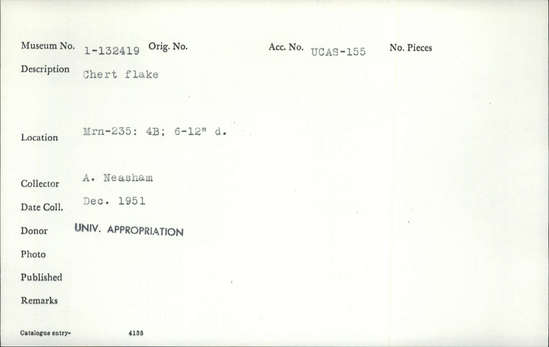 Museum No. 1-132419 Orig. No. Acc. No. UCAS-155 No. Pieces
Description Chert flake
Location Mrn-235: 4B; 6-12" d.
Collector A. Neasham
Date Coll. Dec. 1951
Donor UNIV. APPROPRIATION
Photo
Published
Remarks
Catalogue entry- 4188